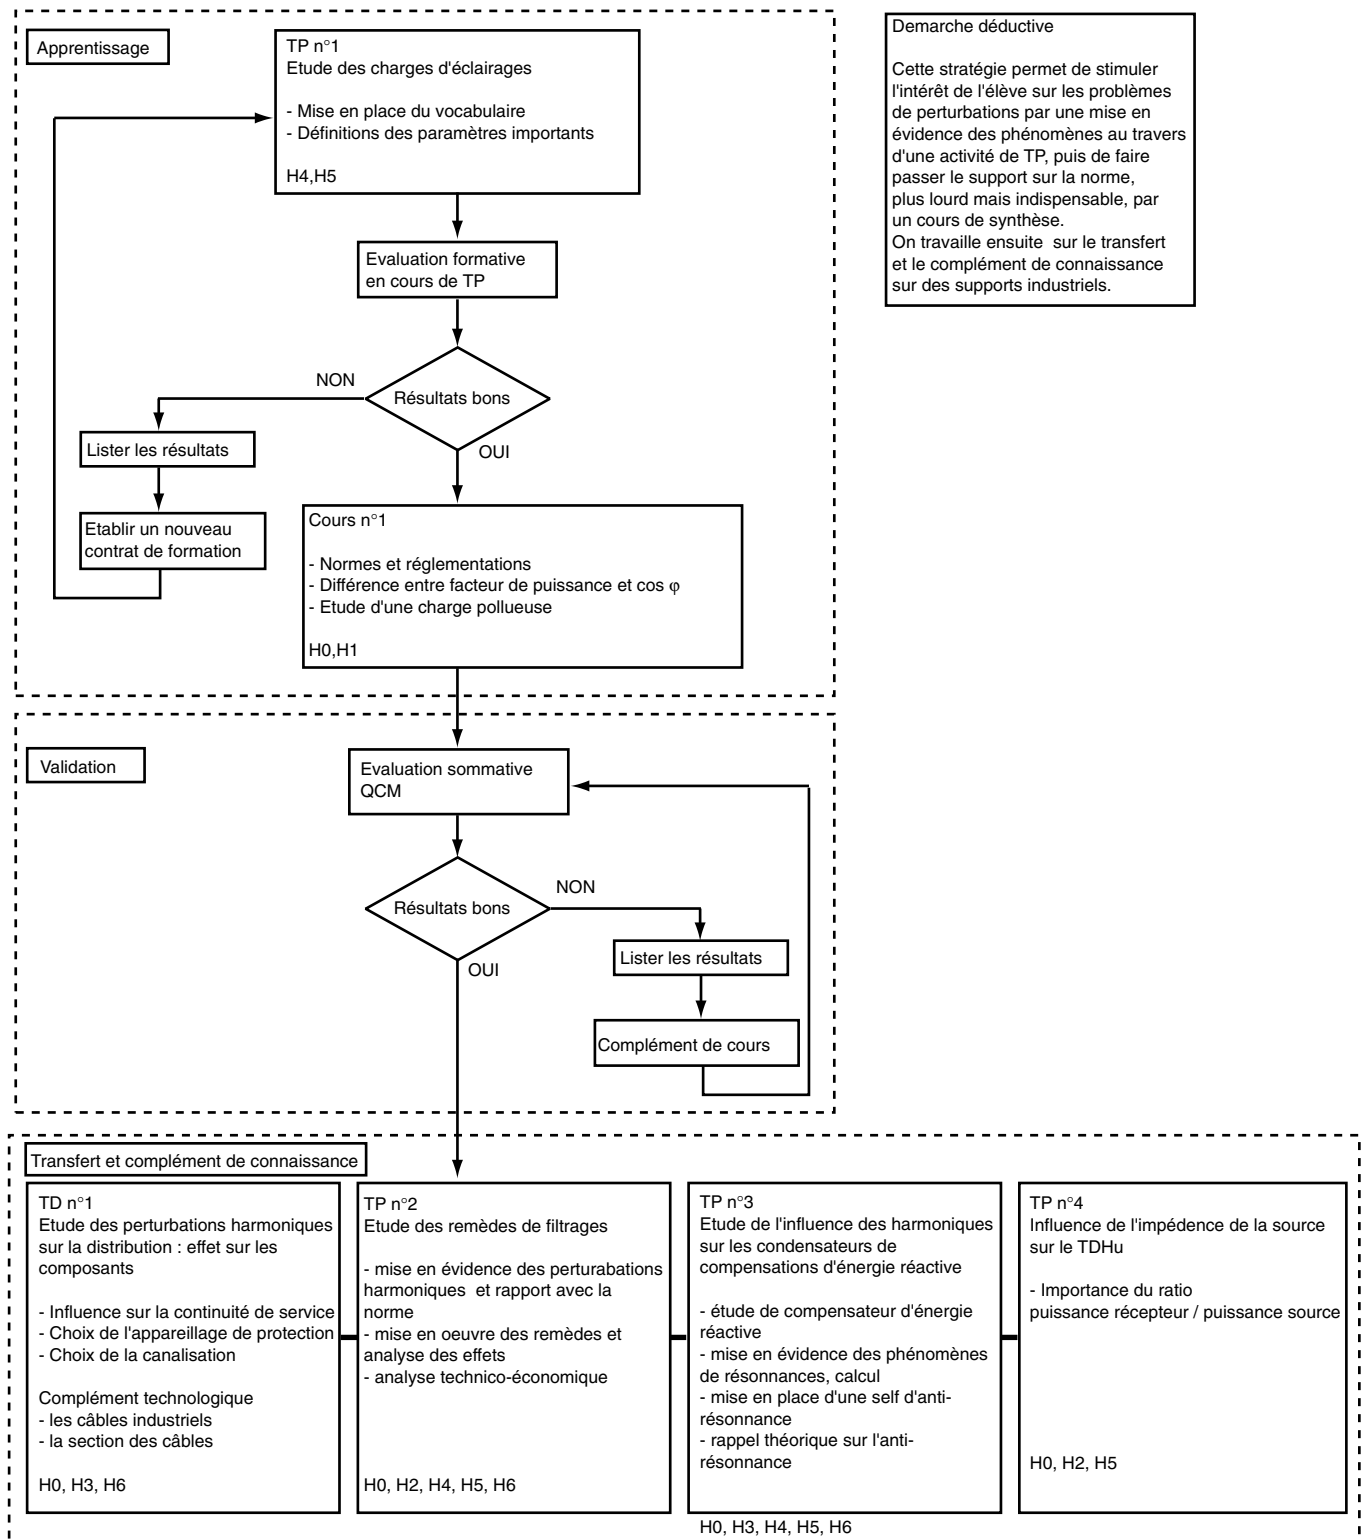 Apprentissage
TP n°1
Etude des charges d'éclairages
- Mise en place du vocabulaire
- Définitions des paramètres importants
H4,H5
Demarche déductive
Cette stratégie permet de stimuler
l'intérêt de l'élève sur les problèmes
de perturbations par une mise en
évidence des phénomènes au travers
d'une activité de TP, puis de faire
passer le support sur la norme,
plus lourd mais indispensable, par
un cours de synthèse.
On travaille ensuite sur le transfert
et le complément de connaissance
sur des supports industriels.
Evaluation formative
en cours de TP
NON
Résultats bons
OUI
Lister les résultats
Etablir un nouveau
contrat de formation
Cours n°1
- Normes et réglementations
- Différence entre facteur de puissance et cos φ
- Etude d'une charge pollueuse
H0,H1
Validation
Evaluation sommative
QCM
Résultats bons
NON
OUI
Lister les résultats
Complément de cours
Transfert et complément de connaissance
TD n°1
Etude des perturbations harmoniques
sur la distribution : effet sur les
composants
- Influence sur la continuité de service
- Choix de l'appareillage de protection
- Choix de la canalisation
Complément technologique
- les câbles industriels
- la section des câbles
H0, H3, H6
TP n°2
Etude des remèdes de filtrages
- mise en évidence des perturabations
harmoniques et rapport avec la
norme
- mise en oeuvre des remèdes et
analyse des effets
- analyse technico-économique
H0, H2, H4, H5, H6
TP n°3
Etude de l'influence des harmoniques
sur les condensateurs de
compensations d'énergie réactive
- étude de compensateur d'énergie
réactive
- mise en évidence des phénomènes
de résonnances, calcul
- mise en place d'une self d'anti-
résonnance
- rappel théorique sur l'anti-
résonnance
H0, H3, H4, H5, H6
TP n°4
Influence de l'impédence de la source
sur le TDHu
- Importance du ratio
puissance récepteur / puissance source
H0, H2, H5